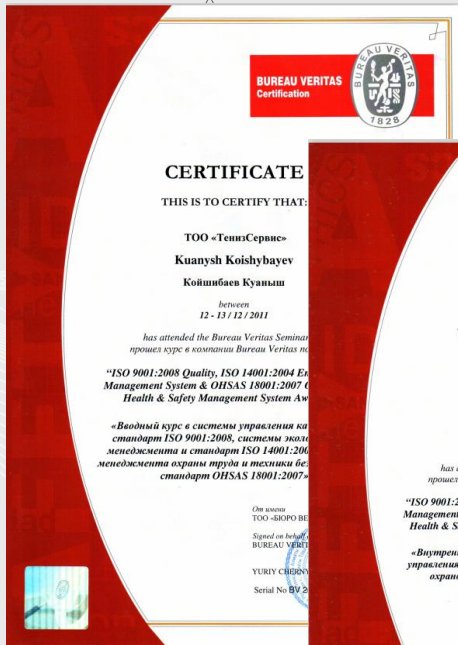 BUREAU VERITAS
Certification
BUREAU VERITAS
1828
CERTIFICATE
THIS IS TO CERTIFY THAT:
ТОО «ТенизСервис»
Kuanysh Koishybayev
Койшибаев Куаныш
between
12 - 13 / 12 / 2011
has attended the Bureau Veritas Seminar
прошел курс в компании Bureau Veritas по
“ISO 9001:2008 Quality, ISO 14001:2004 En
Management System & OHSAS 18001:2007
Health & Safety Management System Aw
«Вводный курс в системы управления ка
стандарт ISO 9001:2008, системы экол
менеджмента и стандарт ISO 14001:200
менеджмента охраны труда и техники бе
стандарт OHSAS 18001:2007»
От имени
ТОО «БЮРО ВЕ
Signed on behalf
BUREAU VERIT
YURIY CHERNY
Serial No BV 2
has a
прошел
“ISO 9001:2
Management
Health & S
«Внутрен
управления
охран